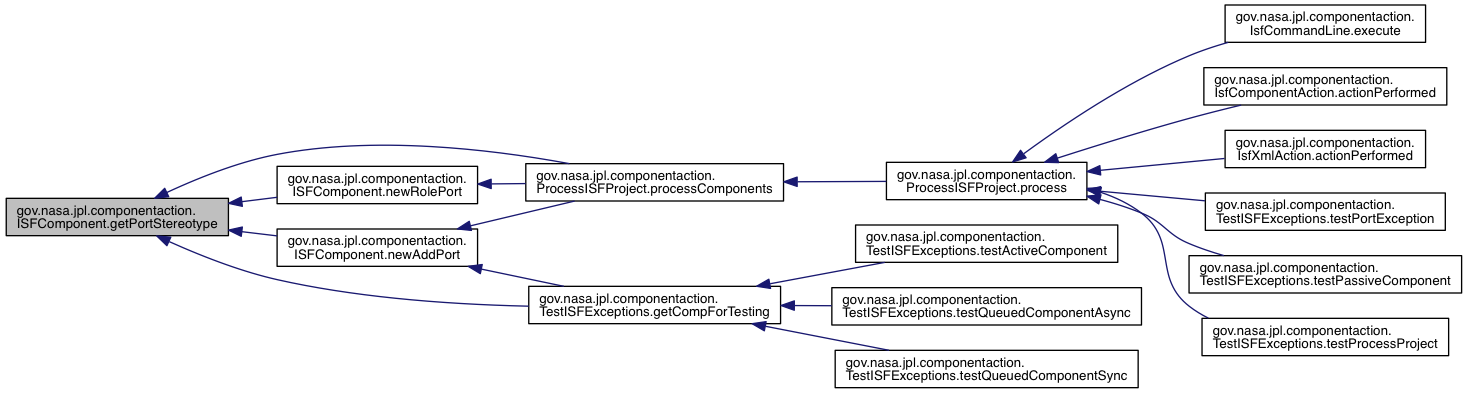 gov.nasa.jpl.componentaction.
ISFComponent.getPortStereotype
gov.nasa.jpl.componentaction.
ISFComponent.newRolePort
gov.nasa.jpl.componentaction.
ISFComponent.newAddPort
gov.nasa.jpl.componentaction.
ProcessISFProject.processComponents
gov.nasa.jpl.componentaction.
TestISFExceptions.getCompForTesting
gov.nasa.jpl.componentaction.
ProcessISFProject.process
gov.nasa.jpl.componentaction.
TestISFExceptions.testActiveComponent
gov.nasa.jpl.componentaction.
TestISFExceptions.testQueuedComponentAsync
gov.nasa.jpl.componentaction.
TestISFExceptions.testQueuedComponentSync
gov.nasa.jpl.componentaction.
IsfCommandLine.execute
gov.nasa.jpl.componentaction.
IsfComponentAction.actionPerformed
gov.nasa.jpl.componentaction.
IsfXmlAction.actionPerformed
gov.nasa.jpl.componentaction.
TestISFExceptions.testPortException
gov.nasa.jpl.componentaction.
TestISFExceptions.testPassiveComponent
gov.nasa.jpl.componentaction.
TestISFExceptions.testProcessProject